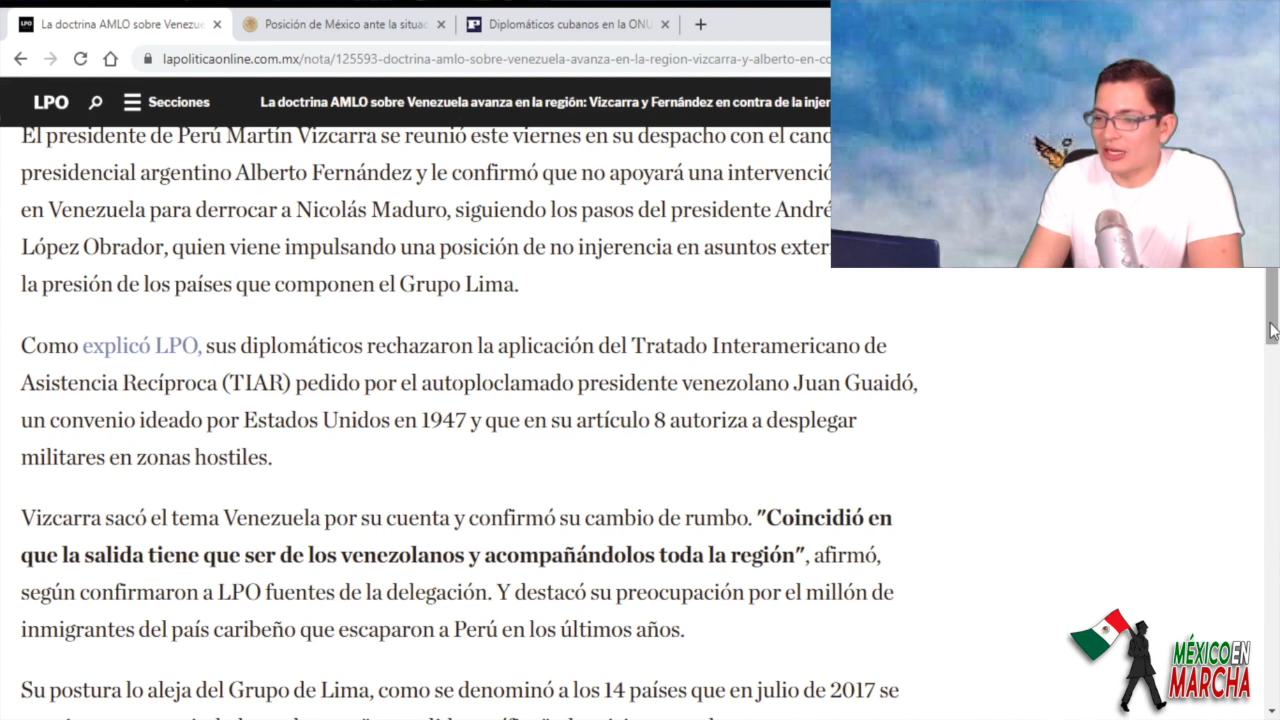 LPO La doctrina AMLO sobre Venezue
Posición de México ante la situac
Diplomáticos cubanos en la ONU
lapoliticaonline.com.mx/nota/125593-doctrina-amlo-sobre-venezuela-avanza-en-la-region-vizcarra-y-alberto-en-co
LPO Secciones La doctrina AMLO sobre Venezuela avanza en la región: Vizcarra y Fernández en contra de la injer
El presidente de Perú Martín Vizcarra se reunió este viernes en su despacho con el cand
presidencial argentino Alberto Fernández y le confirmó que no apoyará una intervenció
en Venezuela para derrocar a Nicolás Maduro, siguiendo los pasos del presidente André
López Obrador, quien viene impulsando una posición de no injerencia en asuntos exter
la presión de los países que componen el Grupo Lima.
Como explicó LPO, sus diplomáticos rechazaron la aplicación del Tratado Interamericano de
Asistencia Recíproca (TIAR) pedido por el autoploclamado presidente venezolano Juan Guaidó,
un convenio ideado por Estados Unidos en 1947 y que en su artículo 8 autoriza a desplegar
militares en zonas hostiles.
Vizcarra sacó el tema Venezuela por su cuenta y confirmó su cambio de rumbo. "Coincidió en
que la salida tiene que ser de los venezolanos y acompañándolos toda la región", afirmó,
según confirmaron a LPO fuentes de la delegación. Y destacó su preocupación por el millón de
inmigrantes del país caribeño que escaparon a Perú en los últimos años.
Su postura lo aleja del Grupo de Lima, como se denominó a los 14 países que en julio de 2017 se
MÉXICO EN
MARCHA